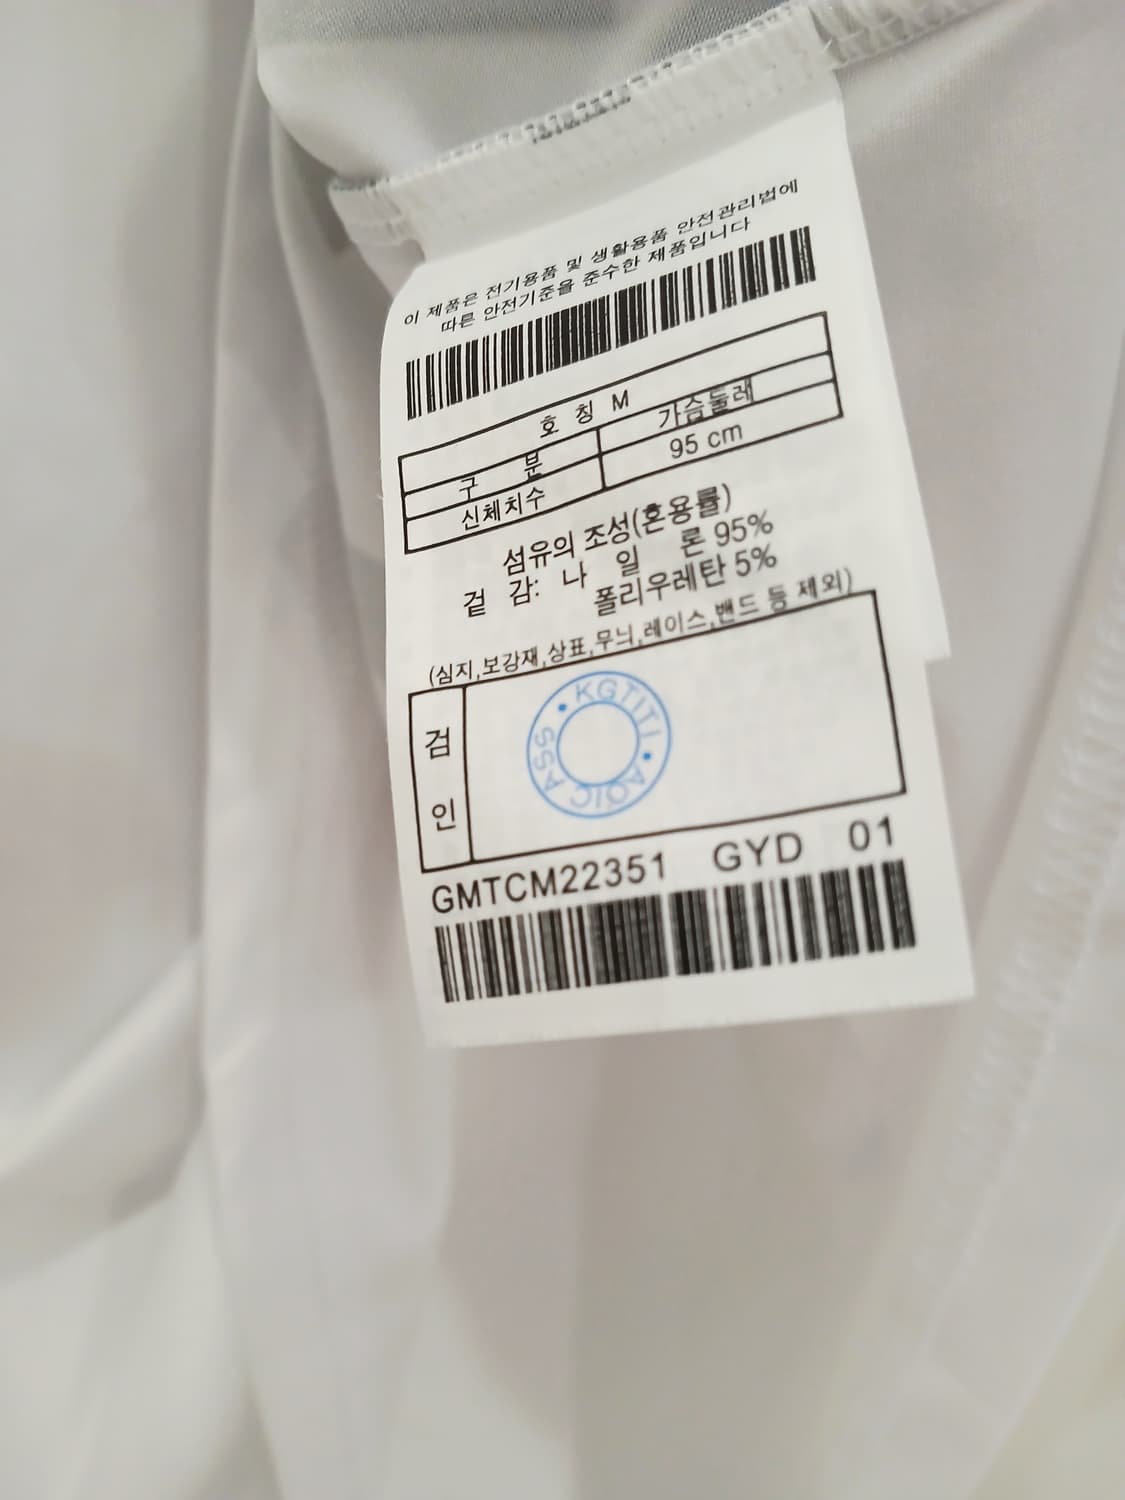 이 제품은 전기용품 및 생활용품 안전관리법에
따른 안전기준을 준수한 제품입니다
호 칭 M
구 분 가슴둘레
신체치수 95 cm
섬유의 조성(혼용률)
겉 감: 나 일 론 95%
폴리우레탄 5%
(심지,보강재,상표,무늬,레이스,밴드 등 제외)
검 인
KGTITI • AQIC ASS •
GMTCM22351 GYD 01